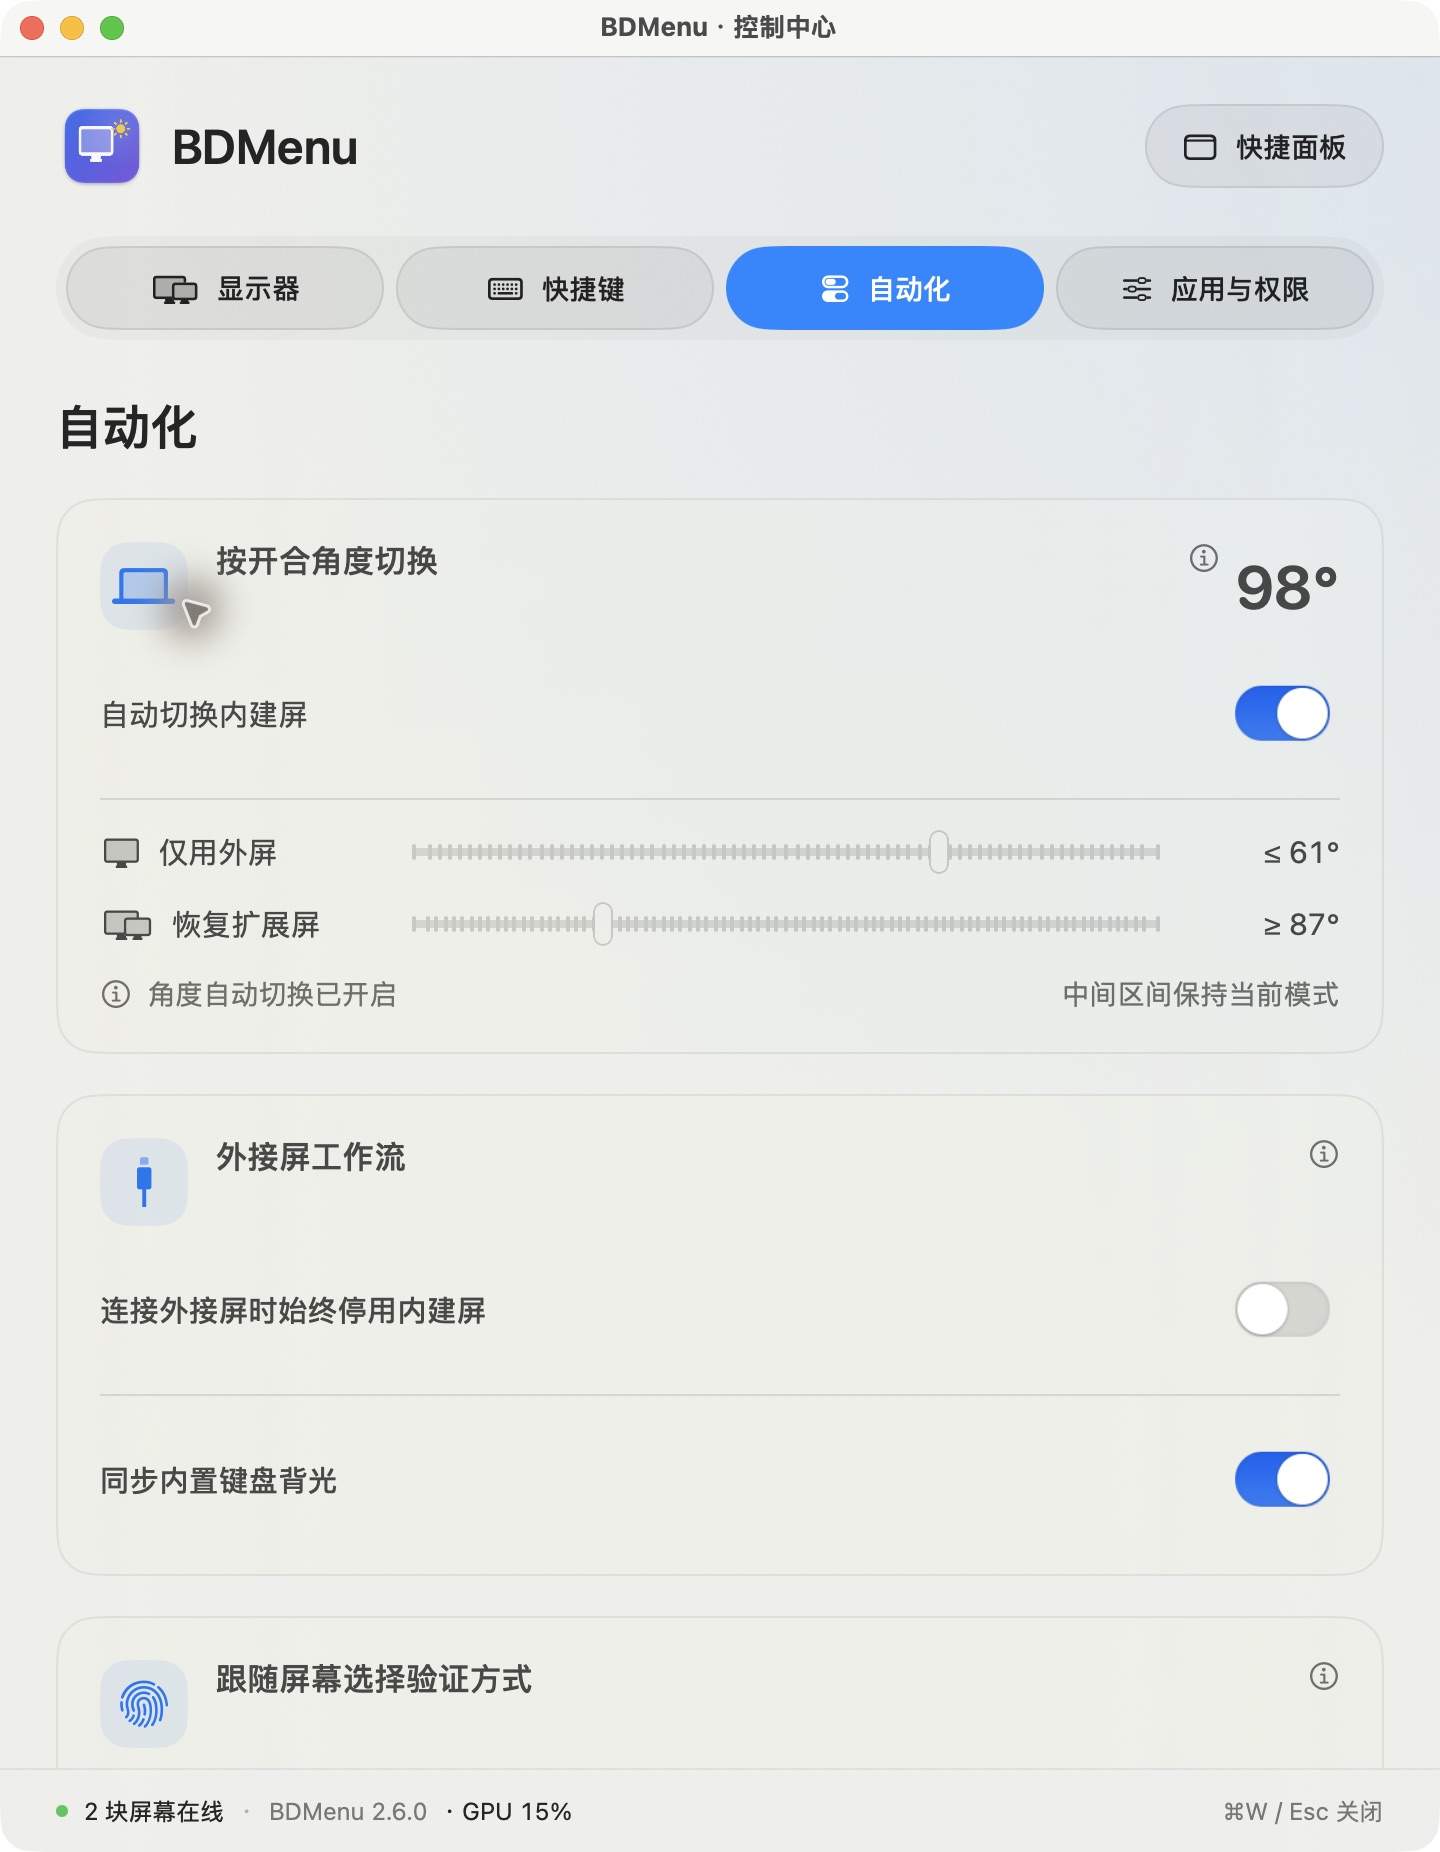 BDMenu · 控制中心
BDMenu
快捷面板
显示器
快捷键
自动化
应用与权限
自动化
按开合角度切换
98°
自动切换内建屏
仅用外屏 ≤ 61°
恢复扩展屏 ≥ 87°
角度自动切换已开启 中间区间保持当前模式
外接屏工作流
连接外接屏时始终停用内建屏
同步内置键盘背光
跟随屏幕选择验证方式
2 块屏幕在线 · BDMenu 2.6.0 · GPU 15% ⌘W / Esc 关闭